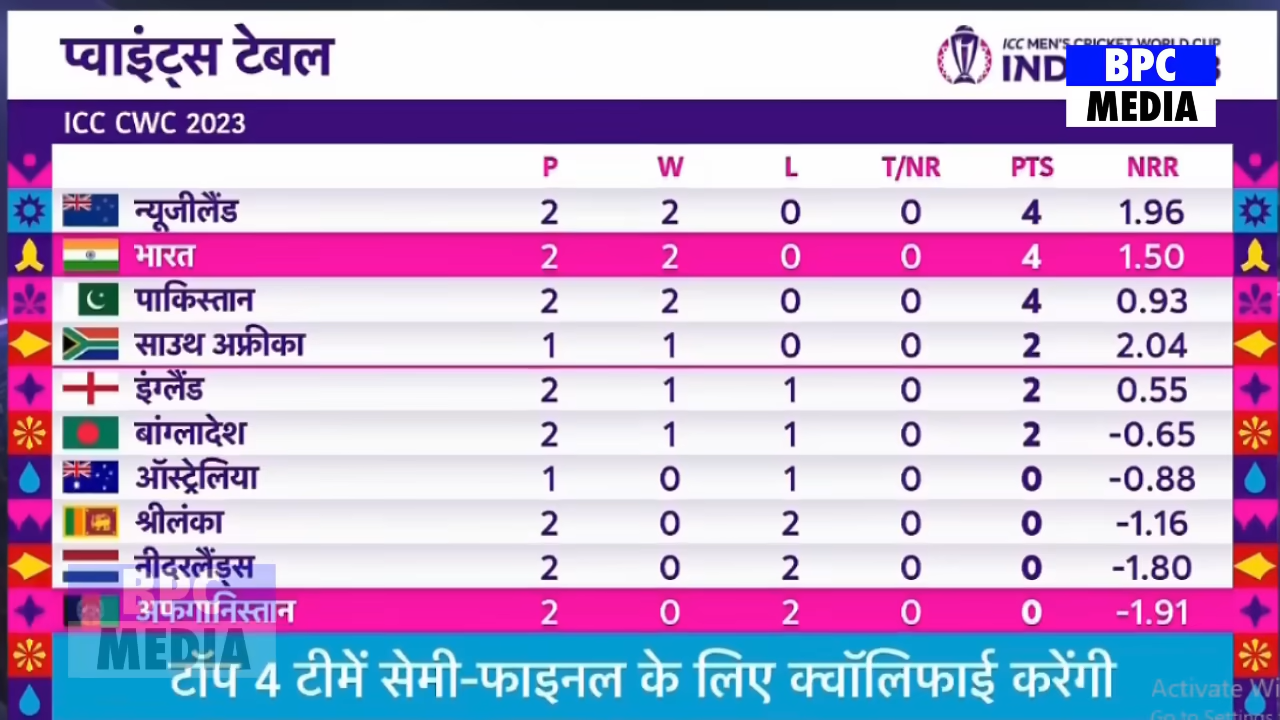 प्वाइंट्स टेबल
ICC MEN'S CRICKET WORLD CUP
IND
BPC
MEDIA
ICC CWC 2023
P W L T/NR PTS NRR
न्यूजीलैंड 2 2 0 0 4 1.96
भारत 2 2 0 0 4 1.50
पाकिस्तान 2 2 0 0 4 0.93
साउथ अफ्रीका 1 1 0 0 2 2.04
इंग्लैंड 2 1 1 0 2 0.55
बांग्लादेश 2 1 1 0 2 -0.65
ऑस्ट्रेलिया 1 0 1 0 0 -0.88
श्रीलंका 2 0 2 0 0 -1.16
नीदरलैंड्स 2 0 2 0 0 -1.80
अफगानिस्तान 2 0 2 0 0 -1.91
BPC
MEDIA
टॉप 4 टीमें सेमी-फाइनल के लिए क्वॉलिफाई करेंगी
Activate Wi
Go to Settings